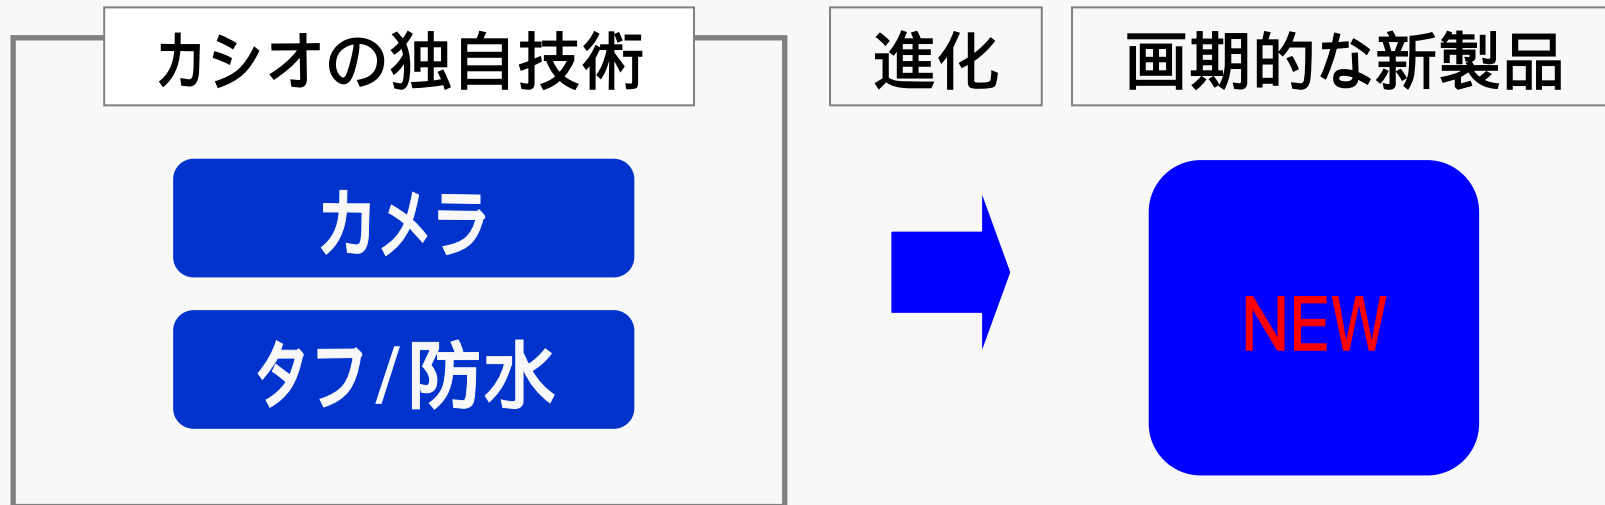 カシオの独自技術
進化
画期的な新製品
カメラ
タフ/防水
NEW